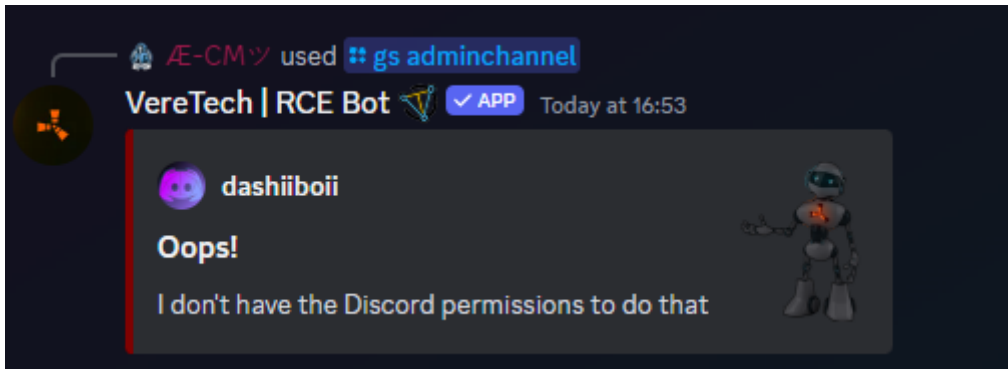 Æ-CMツ used gs adminchannel
VereTech | RCE Bot ✓ APP Today at 16:53
dashiiboii
Oops!
I don't have the Discord permissions to do that